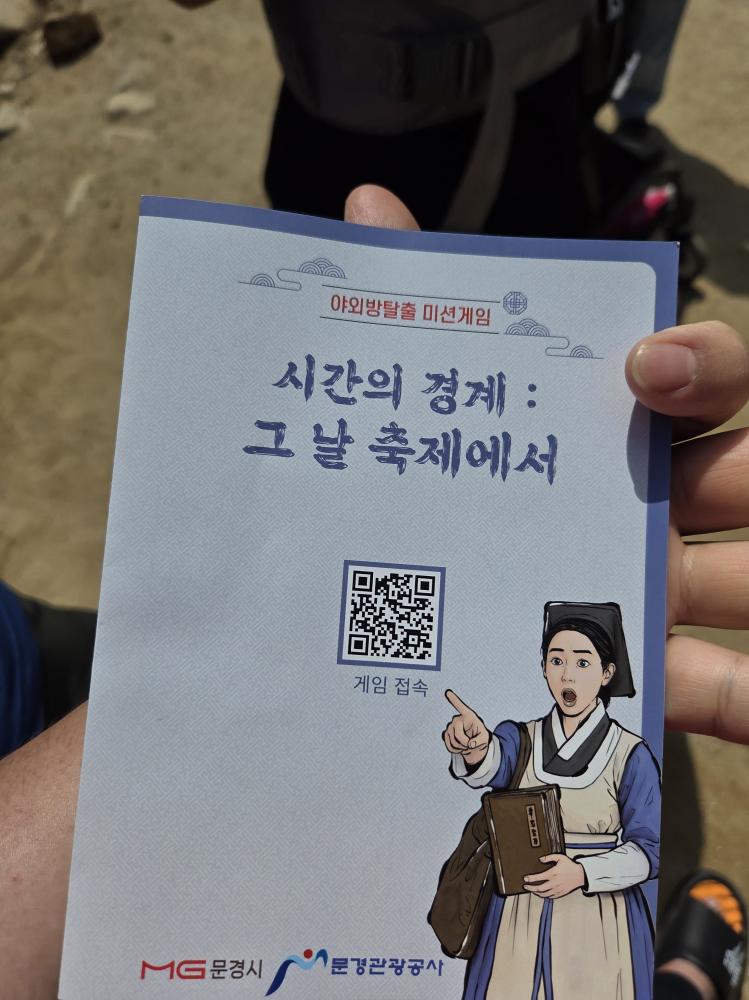 야외방탈출 미션게임
시간의 경계 :
그 날 축제에서
게임 접속
MG 문경시 문경관광공사